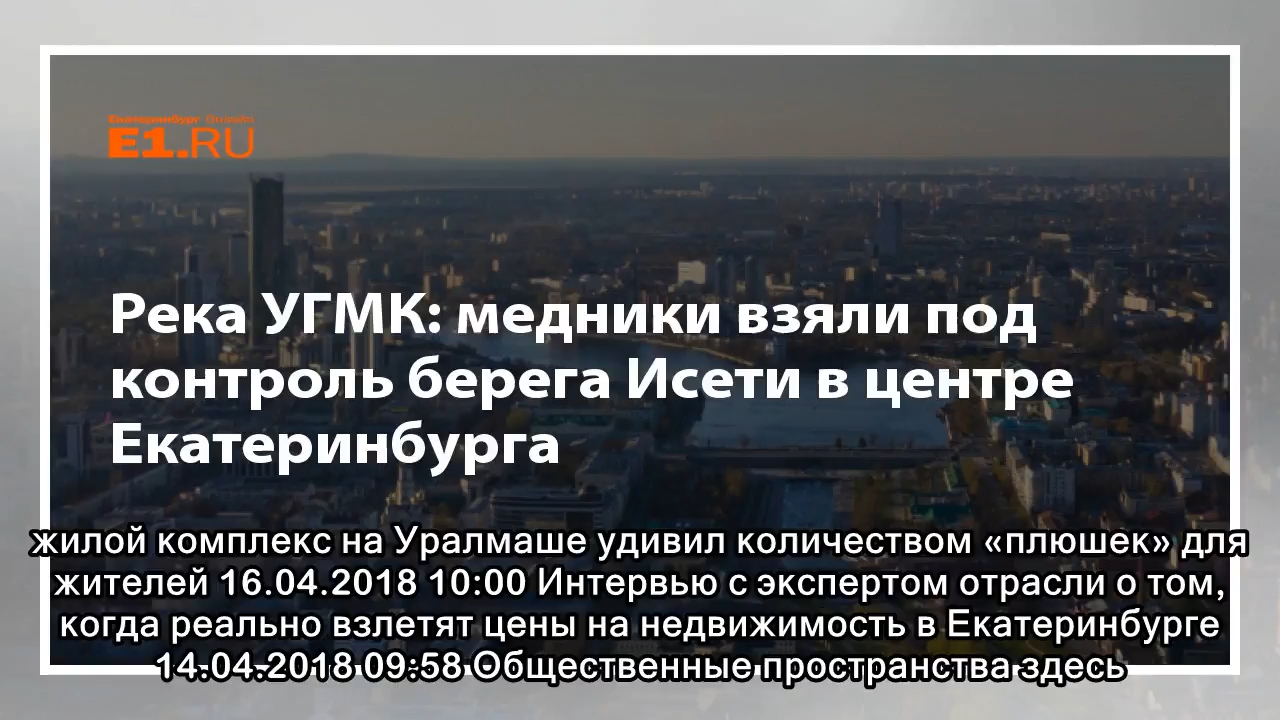 Екатеринбург Онлайн
E1.RU
Река УГМК: медники взяли под
контроль берега Исети в центре
Екатеринбурга
жилой комплекс на Уралмаше удивил количеством «плюшек» для
жителей 16.04.2018 10:00 Интервью с экспертом отрасли о том,
когда реально взлетят цены на недвижимость в Екатеринбурге
14.04.2018 09:58 Общественные пространства здесь